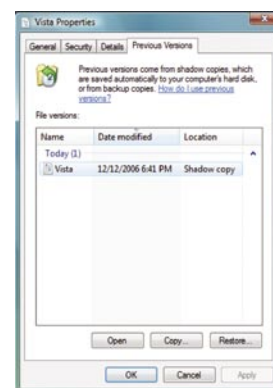 Vista Properties
General Security Details Previous Versions
Previous versions come from shadow copies, which
are saved automatically to your computer's hard disk,
or from backup copies. How do I use previous
versions?
File versions:
Name Date modified Location
Today (1)
Vista 12/12/2006 6:41 PM Shadow copy
Open Copy... Restore...
OK Cancel Apply